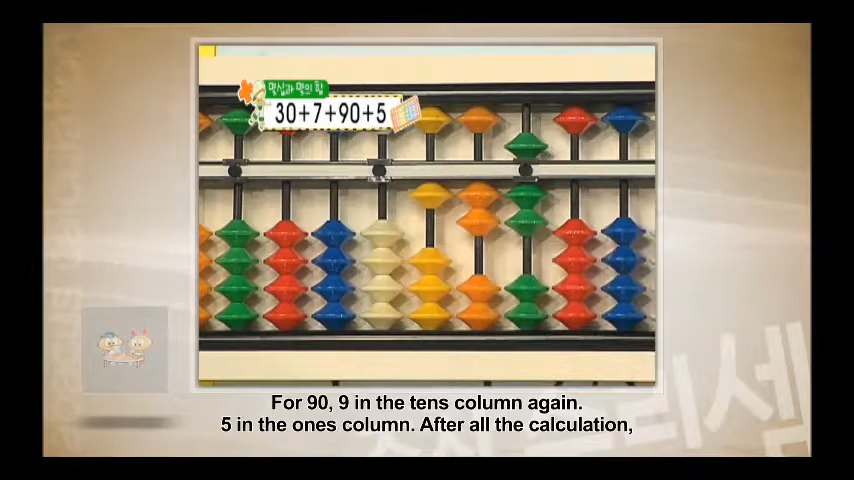 몇십과 몇의 합
30+7+90+5
For 90, 9 in the tens column again.
5 in the ones column. After all the calculation,